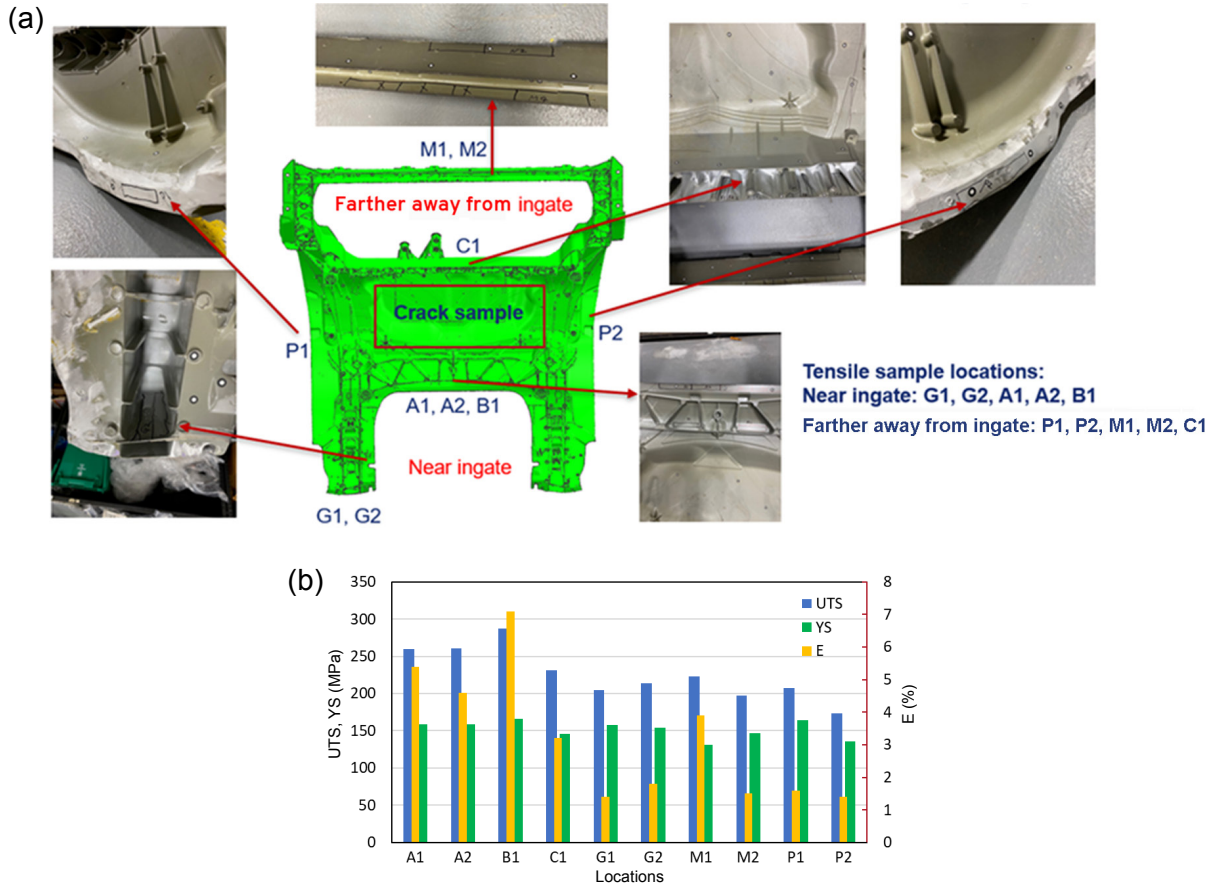 (a)
M1, M2
Farther away from ingate
C1
Crack sample
P1
P2
A1, A2, B1
Near ingate
G1, G2
Tensile sample locations:
Near ingate: G1, G2, A1, A2, B1
Farther away from ingate: P1, P2, M1, M2, C1
(b)
UTS, YS (MPa)
350
300
250
200
150
100
50
0
UTS
YS
E
8
7
6
5
4
3
2
1
0
E (%)
A1 A2 B1 C1 G1 G2 M1 M2 P1 P2
Locations